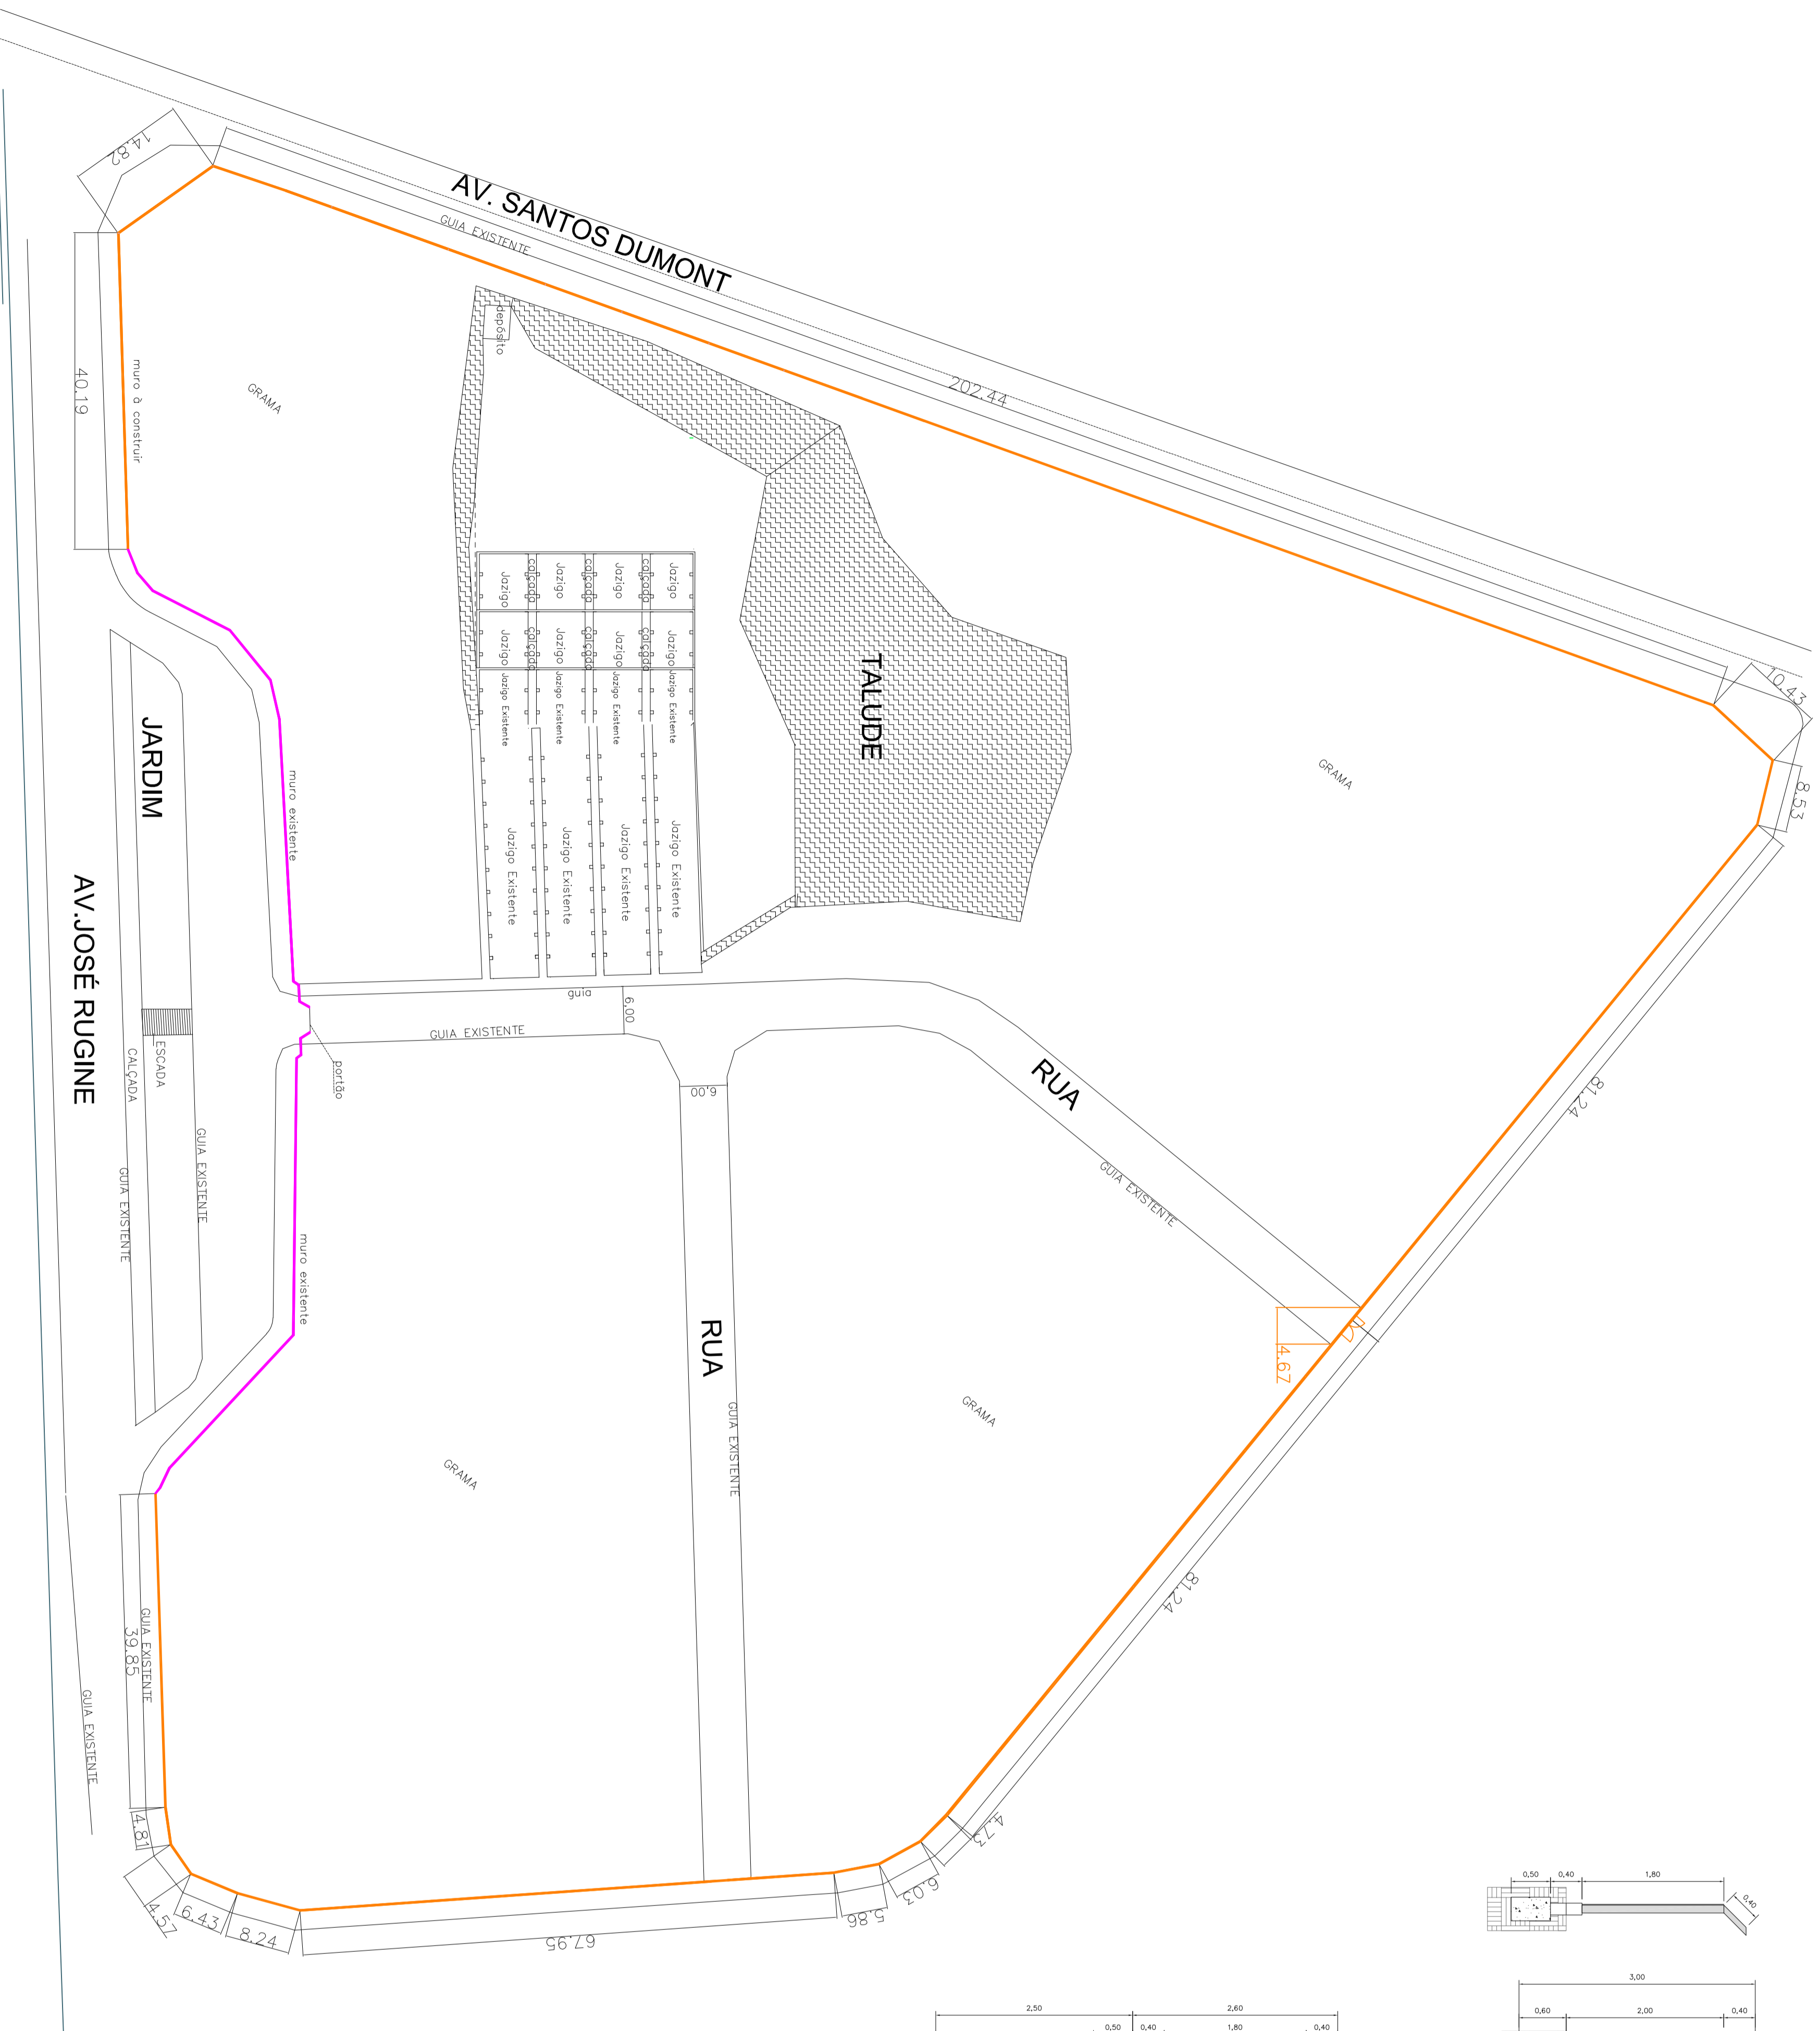 14.82
AV. SANTOS DUMONT
GUIA EXISTENTE
202.44
10.43
8.53
depósito
muro à construir
40.19
GRAMA
Jazigo
calçada
Jazigo
calçada
Jazigo
calçada
Jazigo
Jazigo
calçada
Jazigo
calçada
Jazigo
calçada
Jazigo
Jazigo Existente
Jazigo Existente
Jazigo Existente
Jazigo Existente
Jazigo Existente
Jazigo Existente
Jazigo Existente
Jazigo Existente
TALUDE
GRAMA
JARDIM
muro existente
AV.JOSÉ RUGINE
guia
6,00
GUIA EXISTENTE
portão
ESCADA
CALÇADA
GUIA EXISTENTE
GUIA EXISTENTE
6,00
RUA
GUIA EXISTENTE
81.24
4.67
muro existente
RUA
GUIA EXISTENTE
GRAMA
GRAMA
81.24
39.85
GUIA EXISTENTE
GUIA EXISTENTE
4.81
4.57
6.43
8.24
67.95
5.86
6.03
4.73
0,50
0,40
1,80
0,40
3,00
0,60
2,00
0,40
2,50
2,60
0,50
0,40
1,80
0,40